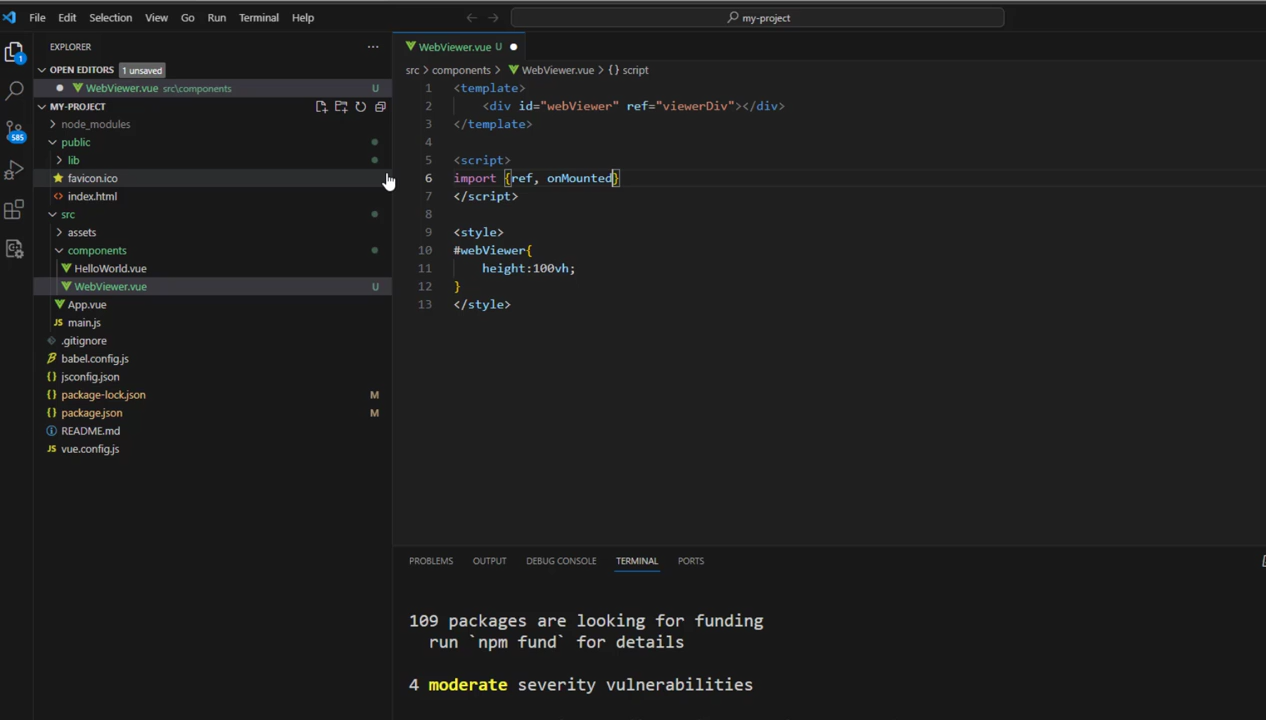 File Edit Selection View Go Run Terminal Help
my-project
EXPLORER
1
OPEN EDITORS 1 unsaved
WebViewer.vue src\components U
MY-PROJECT
node_modules
585
public
lib
favicon.ico
index.html
src
assets
components
HelloWorld.vue
WebViewer.vue U
App.vue
JS main.js
.gitignore
babel.config.js
jsconfig.json
package-lock.json M
package.json M
README.md
JS vue.config.js
WebViewer.vue U
src > components > WebViewer.vue > {} script
1 <template>
2 <div id="webViewer" ref="viewerDiv"></div>
3 </template>
4
5 <script>
6 import {ref, onMounted}
7 </script>
8
9 <style>
10 #webViewer{
11 height:100vh;
12 }
13 </style>
PROBLEMS OUTPUT DEBUG CONSOLE TERMINAL PORTS
109 packages are looking for funding
run `npm fund` for details
4 moderate severity vulnerabilities